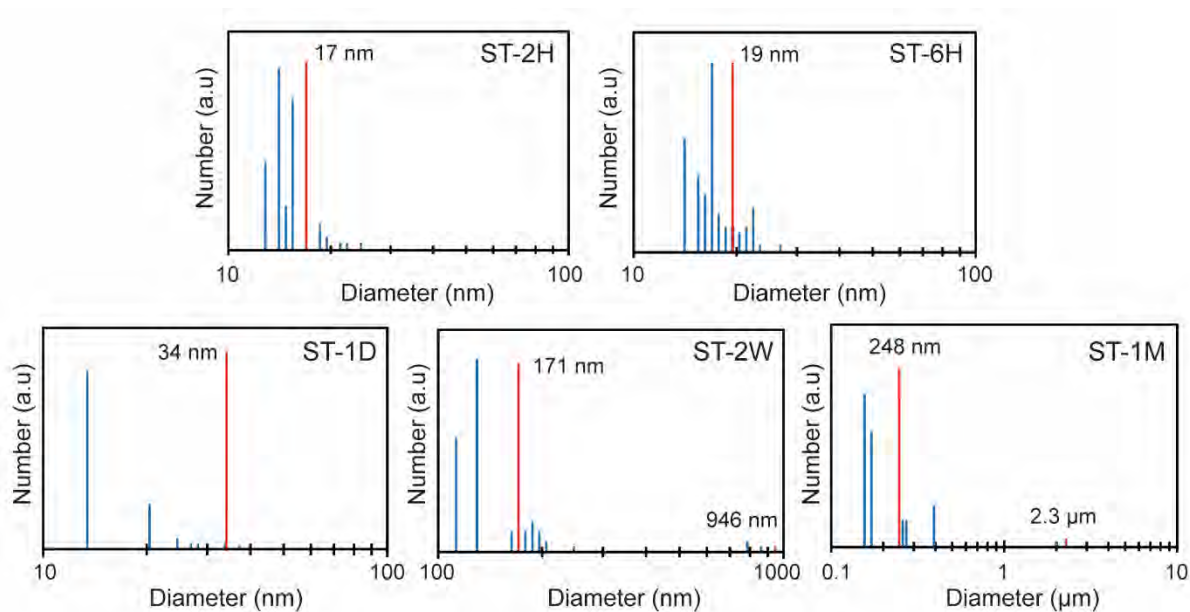 17 nm
ST-2H
Number (a.u)
10
100
Diameter (nm)
19 nm
ST-6H
Number (a.u)
10
100
Diameter (nm)
34 nm
ST-1D
Number (a.u)
10
100
Diameter (nm)
171 nm
ST-2W
946 nm
Number (a.u)
100
1000
Diameter (nm)
248 nm
ST-1M
2.3 µm
Number (a.u)
0.1
1
10
Diameter (µm)